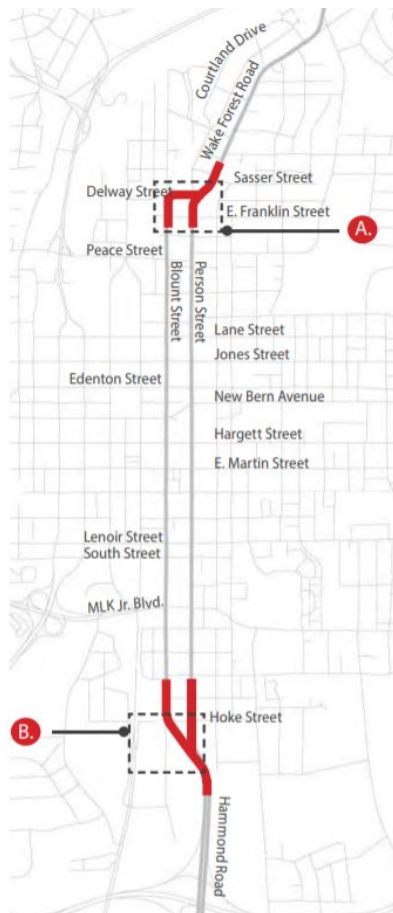 Courtland Drive
Wake Forest Road
Sasser Street
Delway Street
E. Franklin Street
A.
Peace Street
Blount Street
Person Street
Lane Street
Jones Street
Edenton Street
New Bern Avenue
Hargett Street
E. Martin Street
Lenoir Street
South Street
MLK Jr. Blvd.
Hoke Street
B.
Hammond Road